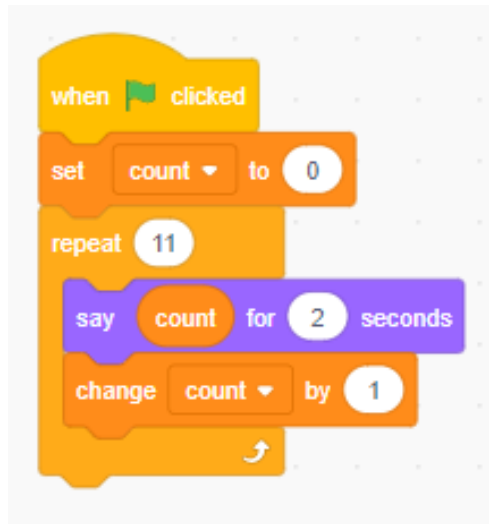 when clicked
set count to 0
repeat 11
say count for 2 seconds
change count by 1